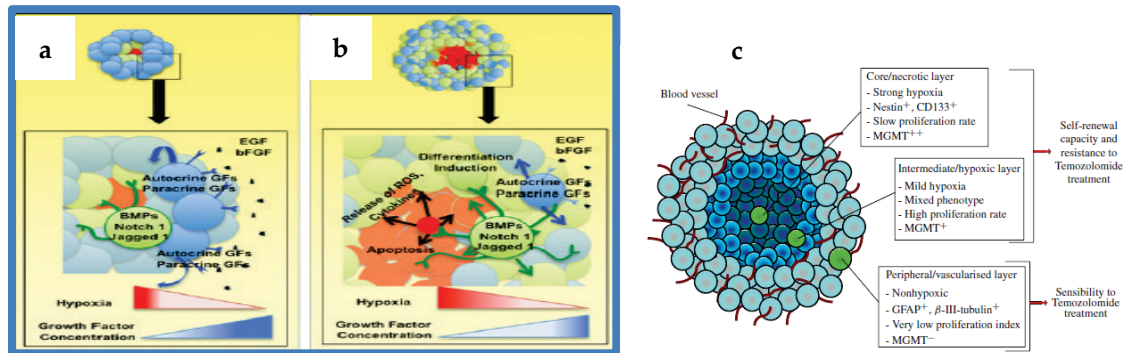 a
EGF
bFGF
Autocrine GFs
Paracrine GFs
BMPs
Notch 1
Jagged 1
Autocrine GFs
Paracrine GFs
Hypoxiia
Growth Factor
Concentration
b
EGF
bFGF
Differentiation
Induction
Autocrine GFs
Paracrine GFs
Release of ROS,
Cytokines
BMPs
Notch 1
Jagged 1
Apoptosis
Hypoxia
Growth Factor
Concentration
c
Blood vessel
Core/necrotic layer
- Strong hypoxia
- Nestin⁺, CD133⁺
- Slow proliferation rate
- MGMT⁺⁺
Intermediate/hypoxic layer
- Mild hypoxia
- Mixed phenotype
- High proliferation rate
- MGMT⁺
Self-renewal
capacity and
resistance to
Temozolomide
treatment
Peripheral/vascularised layer
- Nonhypoxic
- GFAP⁺, β-III-tubulin⁺
- Very low proliferation index
- MGMT⁻
Sensibility to
Temozolomide
treatment